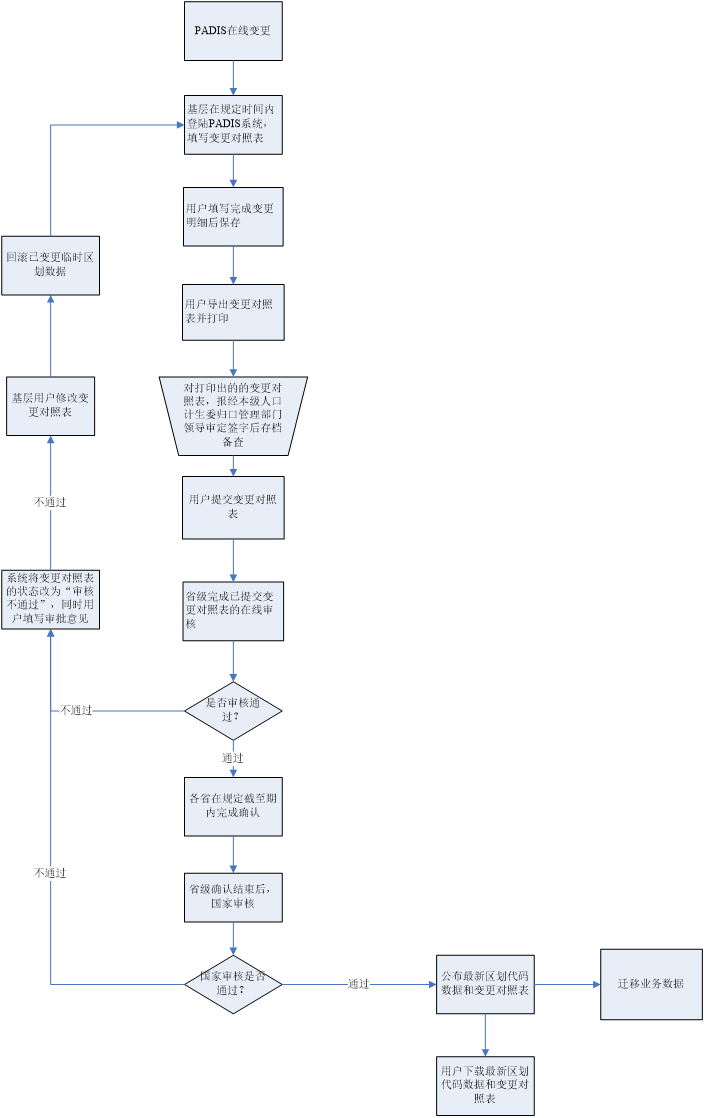 PADIS在线变更
基层在规定时间内
登陆PADIS系统，
填写变更对照表
用户填写完成变更
明细后保存
回滚已变更临时区
划数据
用户导出变更对照
表并打印
对打印出的的变更对
照表，报经本级人口
计生委归口管理部门
领导审定签字后存档
备查
基层用户修改变
更对照表
用户提交变更对照
表
不通过
系统将变更对照表
的状态改为“审核
不通过”，同时用
户填写审批意见
省级完成已提交变
更对照表的在线审
核
是否审核通
过？
不通过
通过
各省在规定截至期
内完成确认
不通过
省级确认结束后，
国家审核
国家审核是否
通过？
通过
公布最新区划代码
数据和变更对照表
迁移业务数据
用户下载最新区划
代码数据和变更对
照表